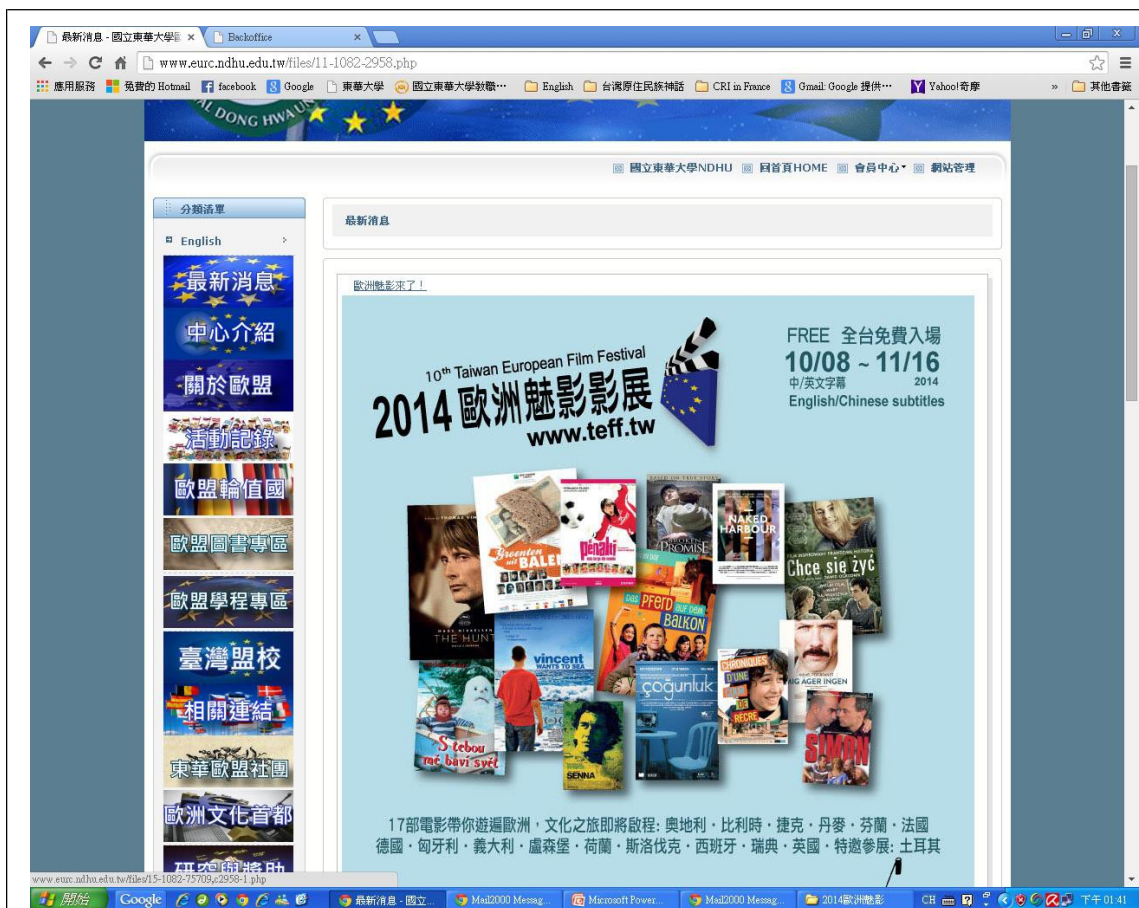 最新消息 - 國立東華大學歐
Backoffice
www.eurc.ndhu.edu.tw/files/11-1082-2958.php
應用服務 免費的 Hotmail facebook Google 東華大學 國立東華大學教職… English 台灣原住民族神話 CRI in France Gmail: Google 提供… Yahoo!奇摩 » 其他書籤
DONG HWA UN
國立東華大學NDHU 回首頁HOME 會員中心 網站管理
分類清單
English
最新消息
中心介紹
關於歐盟
活動記錄
歐盟輪值國
歐盟圖書專區
歐盟學程專區
臺灣盟校
相關連結
東華歐盟社團
歐洲文化首都
研究與獎助
最新消息
歐洲魅影來了!
10th Taiwan European Film Festival
2014 歐洲魅影影展
www.teff.tw
FREE 全台免費入場
10/08 ~ 11/16
中/英文字幕 2014
English/Chinese subtitles
THE HUNT
Groenten
uit BALEN
pénalti
BROKEN
PROMISE
NAKED
HARBOUR
Chce się żyć
DAS PFERD
AUF DEM
BALKON
S tebou
mě baví svět
vincent
WANTS TO SEA
SENNA
çoğunluk
CHRONIQUES
D'UNE
COUR
DE
RÉCRÉ
MIG ÄGER INGEN
SIMON
17部電影帶你遊遍歐洲,文化之旅即將啟程: 奧地利・比利時・捷克・丹麥・芬蘭・法國
德國・匈牙利・義大利・盧森堡・荷蘭・斯洛伐克・西班牙・瑞典・英國・特邀參展: 土耳其
www.eurc.ndhu.edu.tw/files/15-1082-75709,c2958-1.php
開始 Google 最新消息 - 國立... Mail2000 Messag... Microsoft Power... Mail2000 Messag... 2014歐洲魅影 CH 下午 01:41